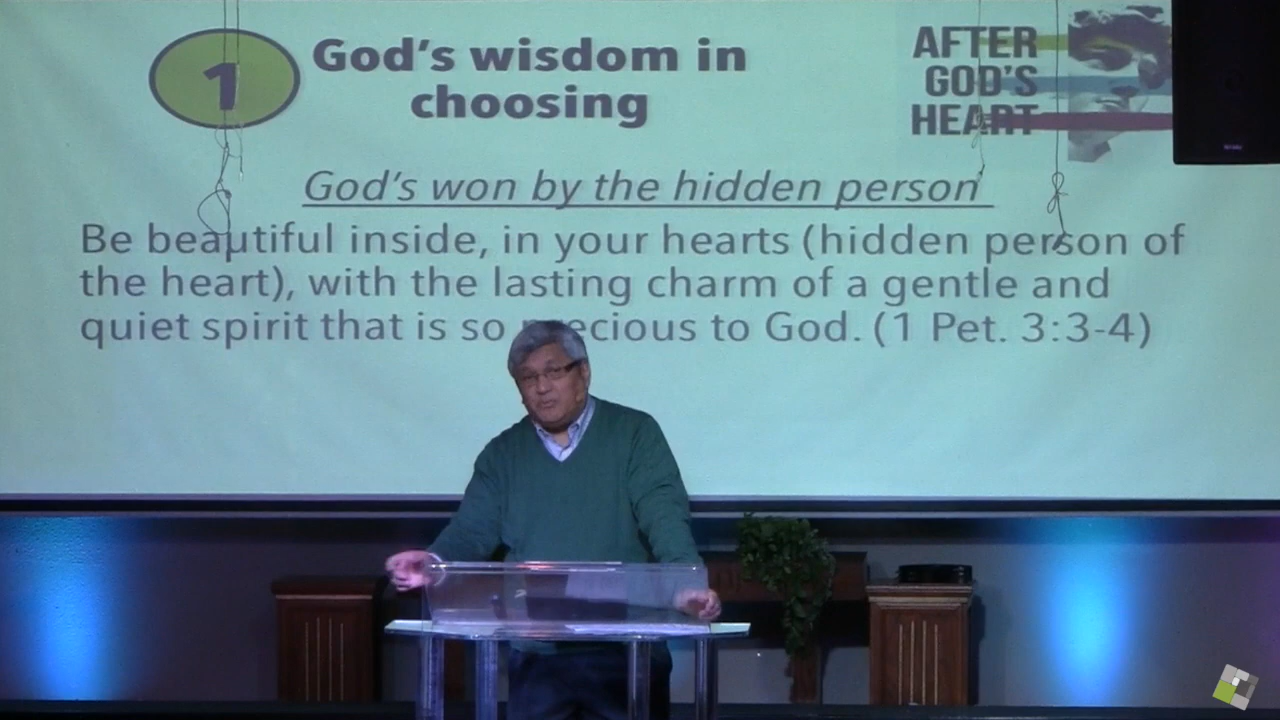 1
God's wisdom in
choosing
AFTER
GOD'S
HEART
God's won by the hidden person
Be beautiful inside, in your hearts (hidden person of
the heart), with the lasting charm of a gentle and
quiet spirit that is so precious to God. (1 Pet. 3:3-4)